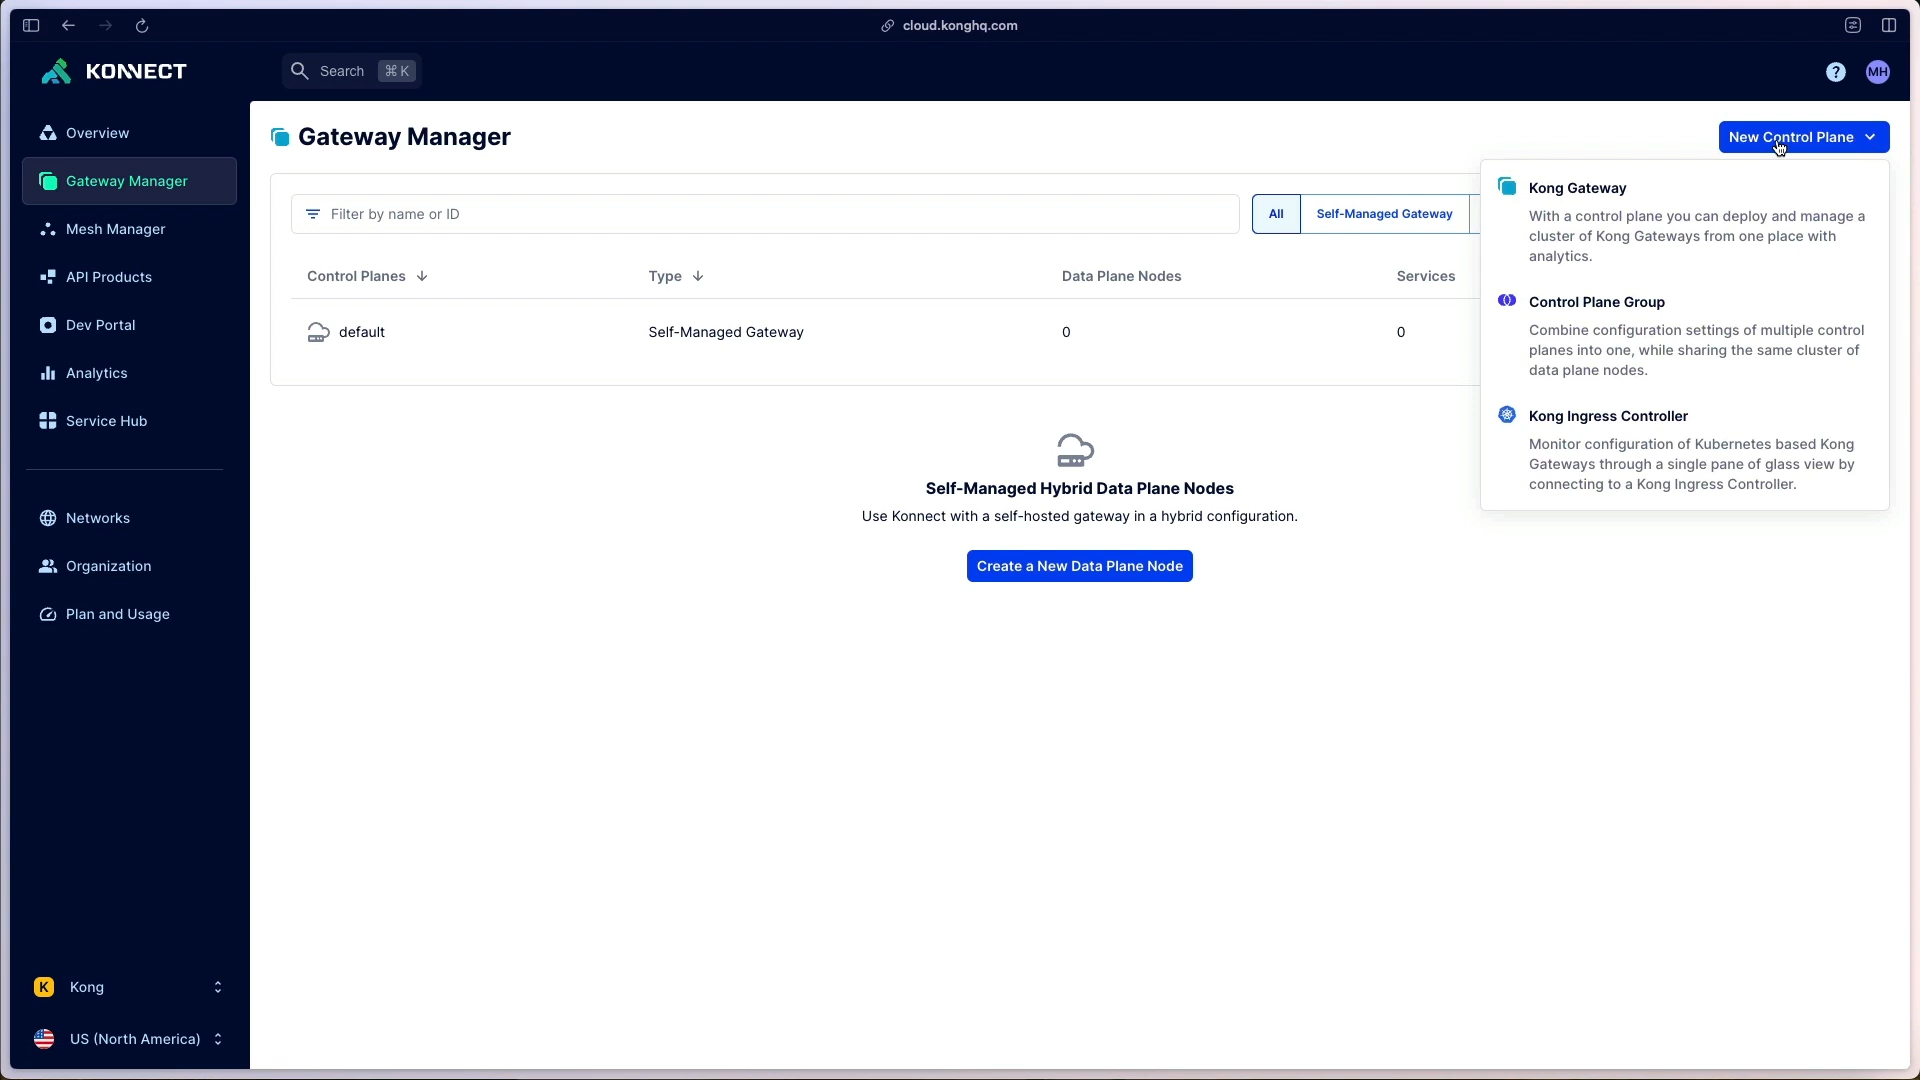 cloud.konghq.com
KONNECT
Search
⌘ K
?
MH
Overview
Gateway Manager
Mesh Manager
API Products
Dev Portal
Analytics
Service Hub
Networks
Organization
Plan and Usage
K
Kong
US (North America)
Gateway Manager
New Control Plane
Filter by name or ID
All
Self-Managed Gateway
Control Planes
Type
Data Plane Nodes
Services
default
Self-Managed Gateway
0
0
Kong Gateway
With a control plane you can deploy and manage a
cluster of Kong Gateways from one place with
analytics.
Control Plane Group
Combine configuration settings of multiple control
planes into one, while sharing the same cluster of
data plane nodes.
Kong Ingress Controller
Monitor configuration of Kubernetes based Kong
Gateways through a single pane of glass view by
connecting to a Kong Ingress Controller.
Self-Managed Hybrid Data Plane Nodes
Use Konnect with a self-hosted gateway in a hybrid configuration.
Create a New Data Plane Node